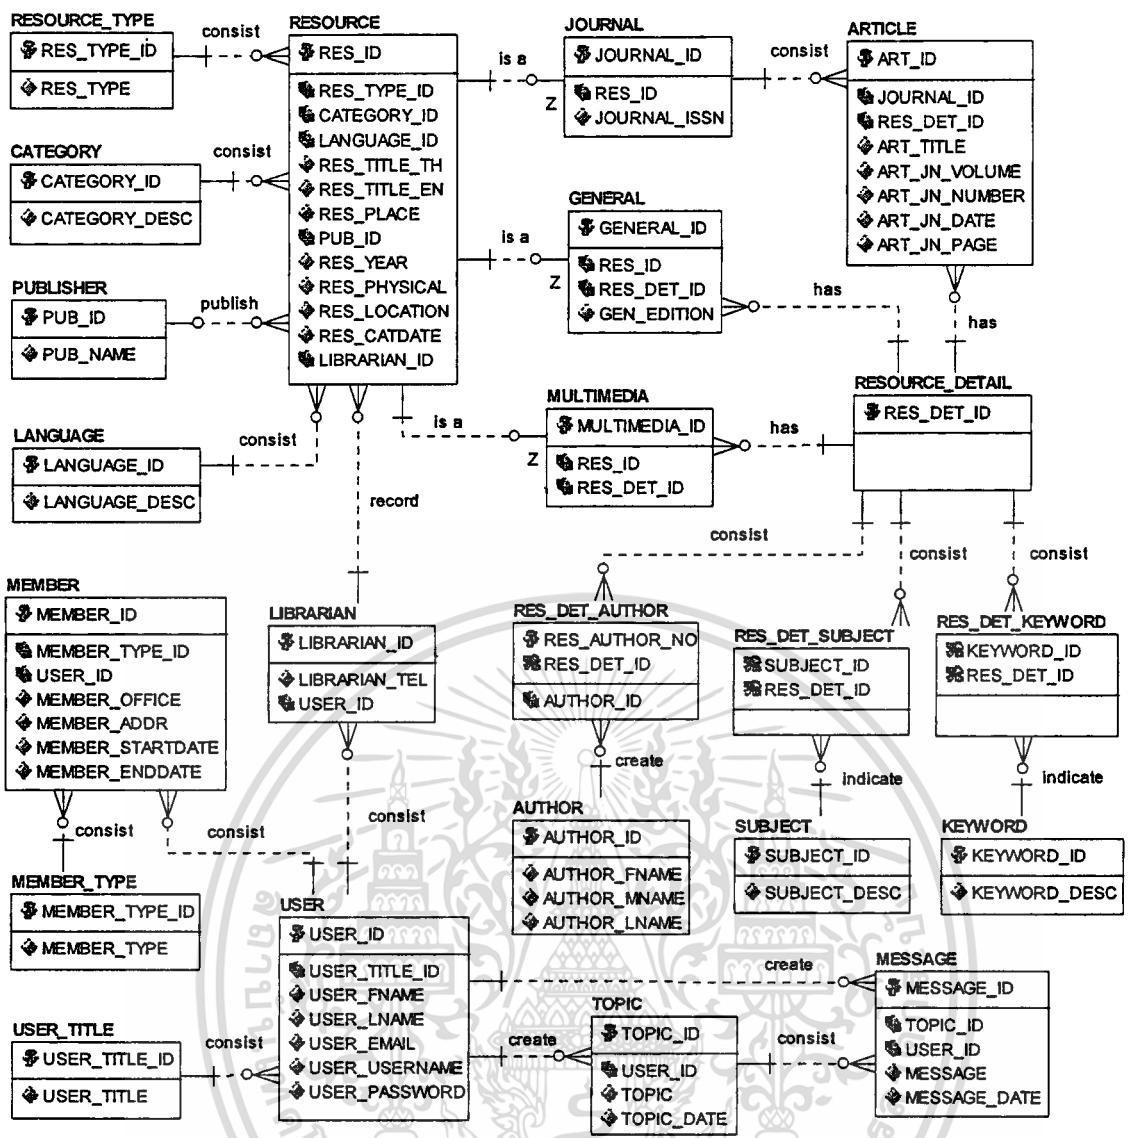 RESOURCE_TYPE
RES_TYPE_ID
RES_TYPE
consist
RESOURCE
RES_ID
RES_TYPE_ID
CATEGORY_ID
LANGUAGE_ID
RES_TITLE_TH
RES_TITLE_EN
RES_PLACE
PUB_ID
RES_YEAR
RES_PHYSICAL
RES_LOCATION
RES_CATDATE
LIBRARIAN_ID
is a
Z
JOURNAL
JOURNAL_ID
RES_ID
JOURNAL_ISSN
consist
ARTICLE
ART_ID
JOURNAL_ID
RES_DET_ID
ART_TITLE
ART_JN_VOLUME
ART_JN_NUMBER
ART_JN_DATE
ART_JN_PAGE
CATEGORY
CATEGORY_ID
CATEGORY_DESC
consist
is a
Z
GENERAL
GENERAL_ID
RES_ID
RES_DET_ID
GEN_EDITION
has
has
PUBLISHER
PUB_ID
PUB_NAME
publish
RESOURCE_DETAIL
RES_DET_ID
MULTIMEDIA
MULTIMEDIA_ID
RES_ID
RES_DET_ID
is a
Z
has
LANGUAGE
LANGUAGE_ID
LANGUAGE_DESC
consist
record
consist
consist
consist
MEMBER
MEMBER_ID
MEMBER_TYPE_ID
USER_ID
MEMBER_OFFICE
MEMBER_ADDR
MEMBER_STARTDATE
MEMBER_ENDDATE
LIBRARIAN
LIBRARIAN_ID
LIBRARIAN_TEL
USER_ID
RES_DET_AUTHOR
RES_AUTHOR_NO
RES_DET_ID
AUTHOR_ID
RES_DET_SUBJECT
SUBJECT_ID
RES_DET_ID
RES_DET_KEYWORD
KEYWORD_ID
RES_DET_ID
create
indicate
indicate
consist
consist
consist
AUTHOR
AUTHOR_ID
AUTHOR_FNAME
AUTHOR_MNAME
AUTHOR_LNAME
SUBJECT
SUBJECT_ID
SUBJECT_DESC
KEYWORD
KEYWORD_ID
KEYWORD_DESC
MEMBER_TYPE
MEMBER_TYPE_ID
MEMBER_TYPE
USER
USER_ID
USER_TITLE_ID
USER_FNAME
USER_LNAME
USER_EMAIL
USER_USERNAME
USER_PASSWORD
create
MESSAGE
MESSAGE_ID
TOPIC_ID
USER_ID
MESSAGE
MESSAGE_DATE
USER_TITLE
USER_TITLE_ID
USER_TITLE
consist
create
TOPIC
TOPIC_ID
USER_ID
TOPIC
TOPIC_DATE
consist